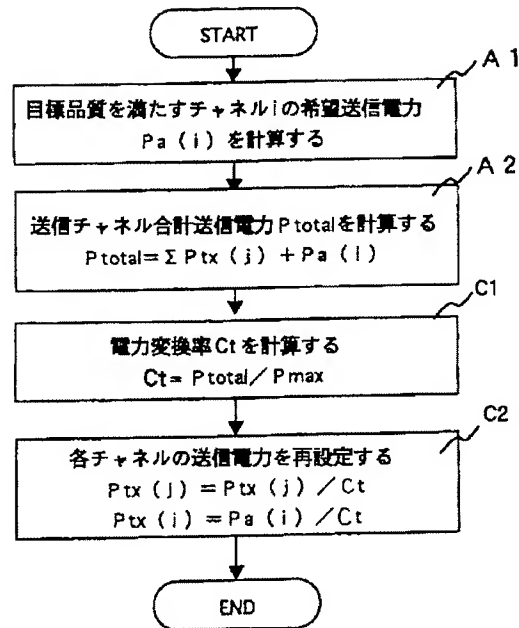 START
A 1
目標品質を満たすチャネルiの希望送信電力
Pa (i) を計算する
A 2
送信チャネル合計送信電力Ptotalを計算する
Ptotal=Σ Ptx (j) +Pa (i)
C1
電力変換率Ctを計算する
Ct= Ptotal/Pmax
C2
各チャネルの送信電力を再設定する
Ptx (j) =Ptx (j) /Ct
Ptx (i) =Pa (i) /Ct
END